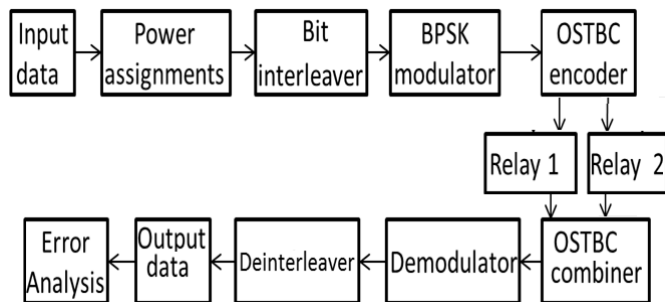 Input
data
Power
assignments
Bit
interleaver
BPSK
modulator
OSTBC
encoder
Relay 1
Relay 2
Error
Analysis
Output
data
Deinterleaver
Demodulator
OSTBC
combiner